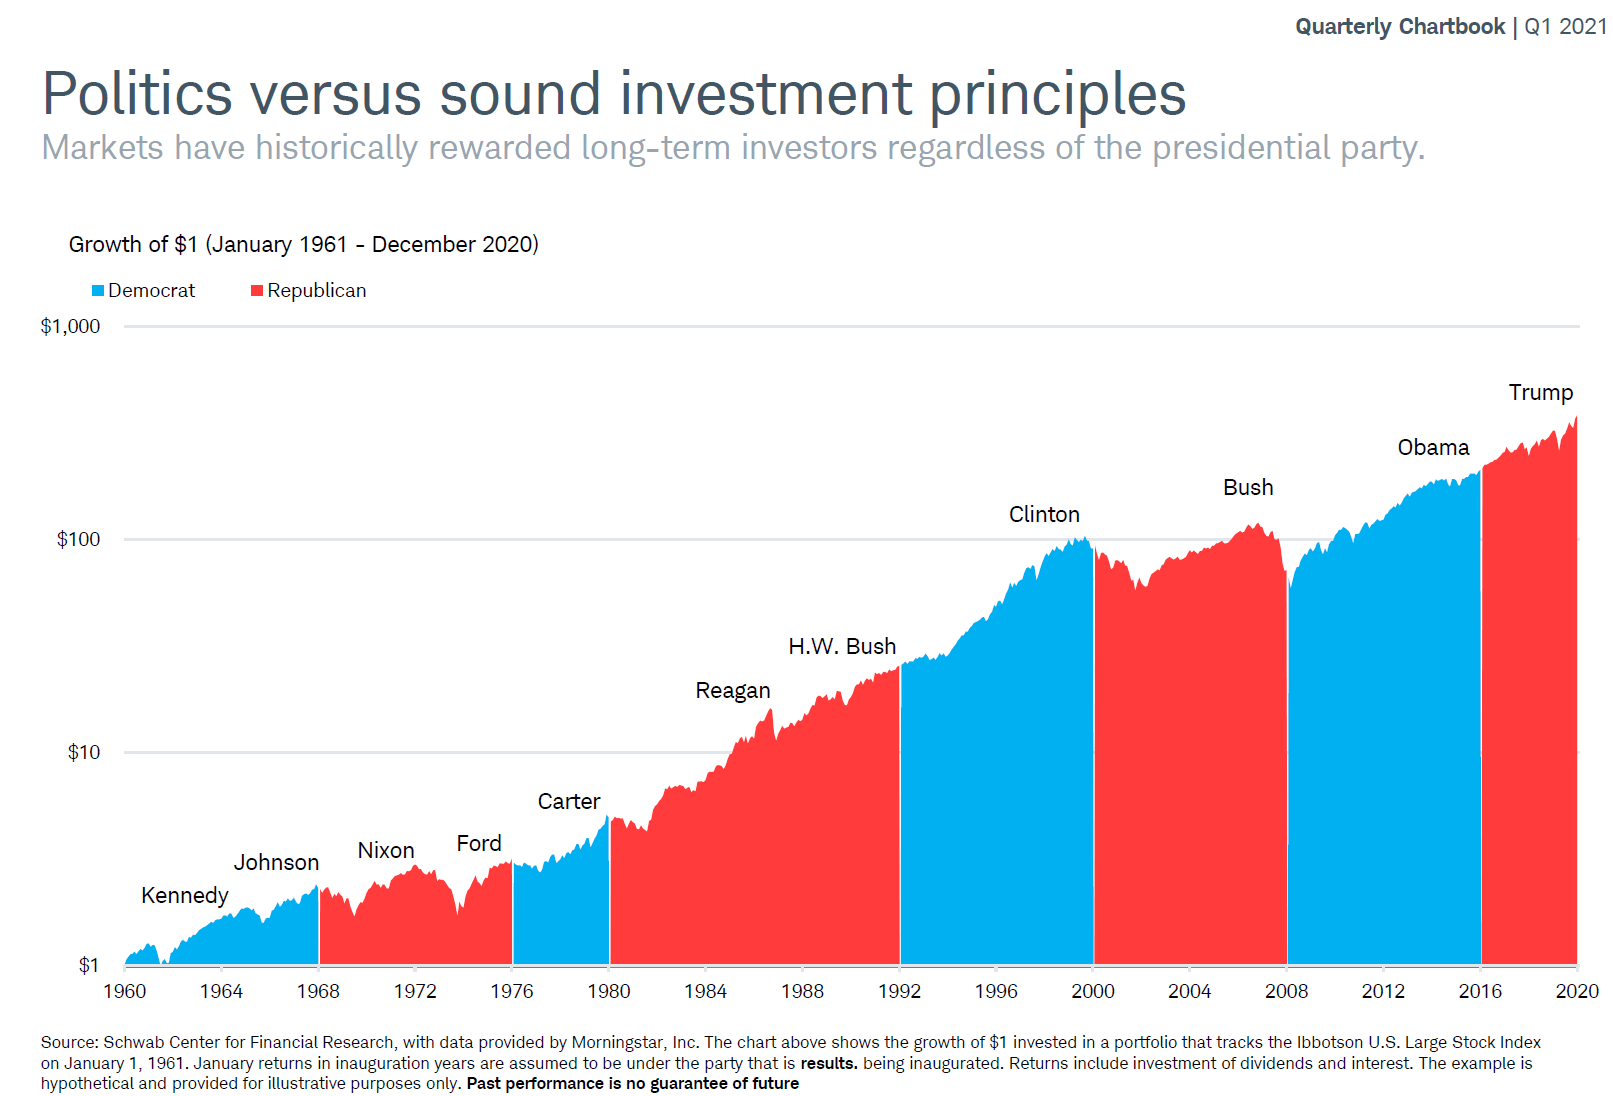 Quarterly Chartbook | Q1 2021
Politics versus sound investment principles
Markets have historically rewarded long-term investors regardless of the presidential party.
Growth of $1 (January 1961 - December 2020)
Democrat
Republican
$1,000
Trump
Obama
Bush
Clinton
$100
H.W. Bush
Reagan
$10
Carter
Ford
Nixon
Johnson
Kennedy
$1
1960 1964 1968 1972 1976 1980 1984 1988 1992 1996 2000 2004 2008 2012 2016 2020
Source: Schwab Center for Financial Research, with data provided by Morningstar, Inc. The chart above shows the growth of $1 invested in a portfolio that tracks the Ibbotson U.S. Large Stock Index
on January 1, 1961. January returns in inauguration years are assumed to be under the party that is results. being inaugurated. Returns include investment of dividends and interest. The example is
hypothetical and provided for illustrative purposes only. Past performance is no guarantee of future